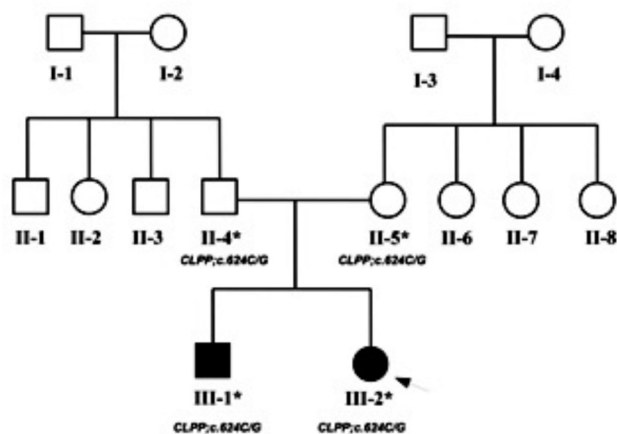 I-1 I-2 I-3 I-4
II-1 II-2 II-3 II-4* II-5* II-6 II-7 II-8
CLPP;c.624C/G CLPP;c.624C/G
III-1* III-2*
CLPP;c.624C/G CLPP;c.624C/G